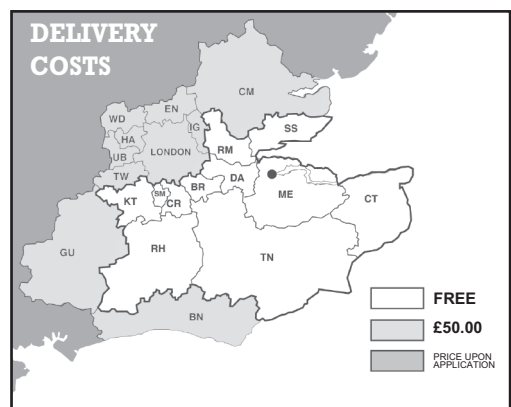 DELIVERY
COSTS
CM
EN
WD
IG
HA
SS
LONDON
RM
UB
TW
DA
BR
ME
SM
KT
CR
CT
RH
GU
TN
FREE
BN
£50.00
PRICE UPON
APPLICATION